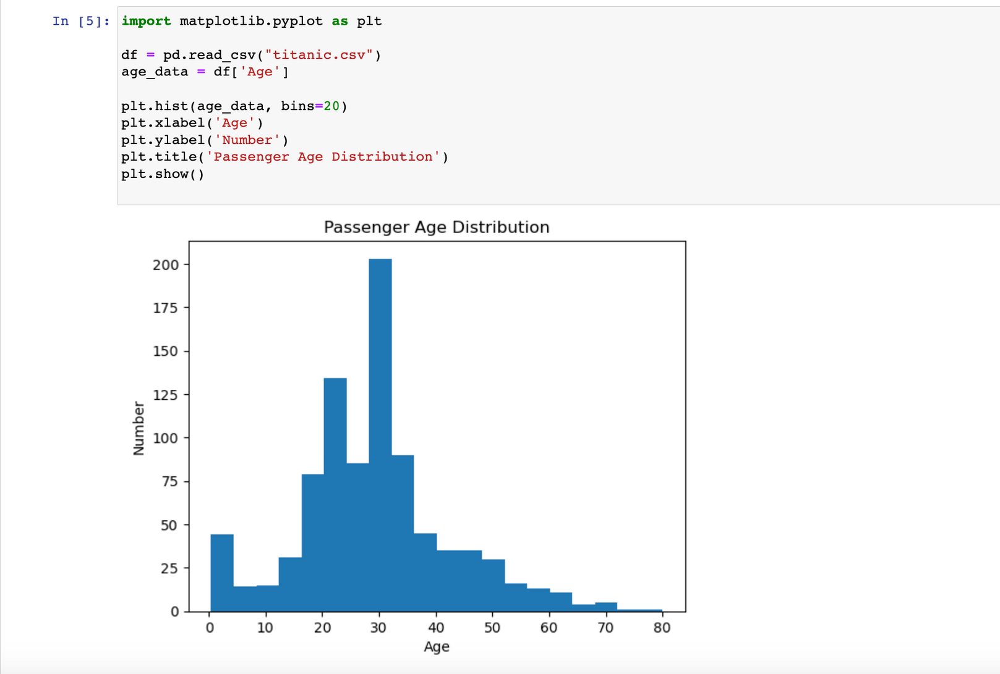 In [5]: import matplotlib.pyplot as plt
df = pd.read_csv("titanic.csv")
age_data = df['Age']
plt.hist(age_data, bins=20)
plt.xlabel('Age')
plt.ylabel('Number')
plt.title('Passenger Age Distribution')
plt.show()
Passenger Age Distribution
200
175
150
125
100
75
50
25
0
Number
0 10 20 30 40 50 60 70 80
Age